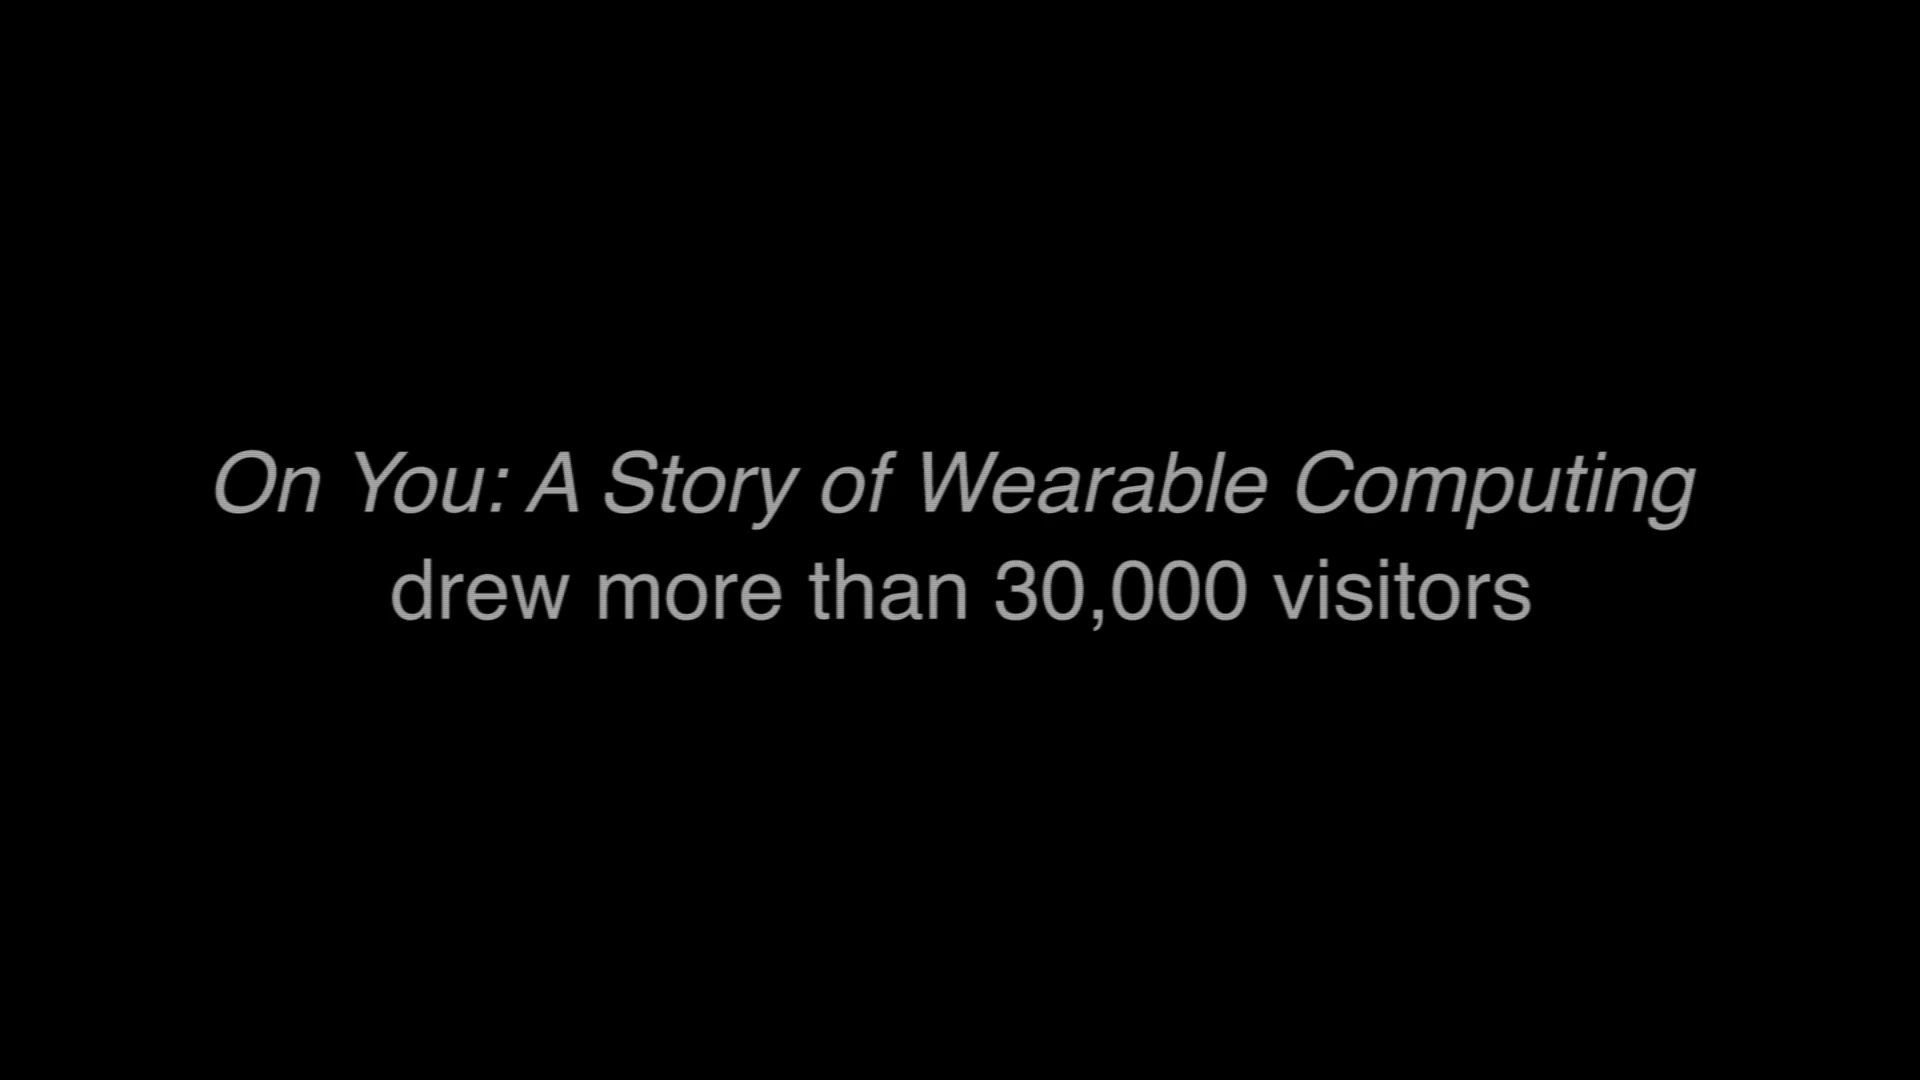 On You: A Story of Wearable Computing
drew more than 30,000 visitors